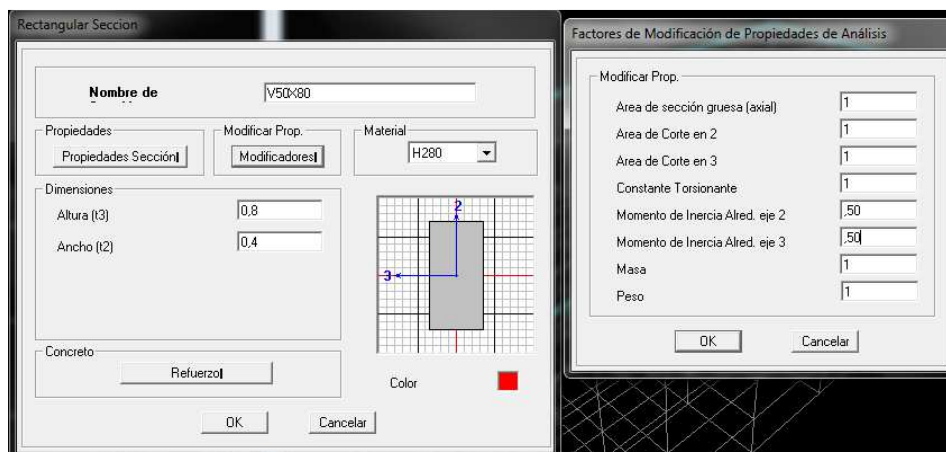 Rectangular Seccion
Nombre de
V50X80
Propiedades
Propiedades Sección
Modificar Prop.
Modificadores
Material
H280
Dimensiones
Altura (t3)
0,8
Ancho (t2)
0,4
2
3
Concreto
Refuerzo
Color
OK
Cancelar
Factores de Modificación de Propiedades de Análisis
Modificar Prop.
Area de sección gruesa (axial)
1
Area de Corte en 2
1
Area de Corte en 3
1
Constante Torsionante
1
Momento de Inercia Alred. eje 2
,50
Momento de Inercia Alred. eje 3
,50
Masa
1
Peso
1
OK
Cancelar